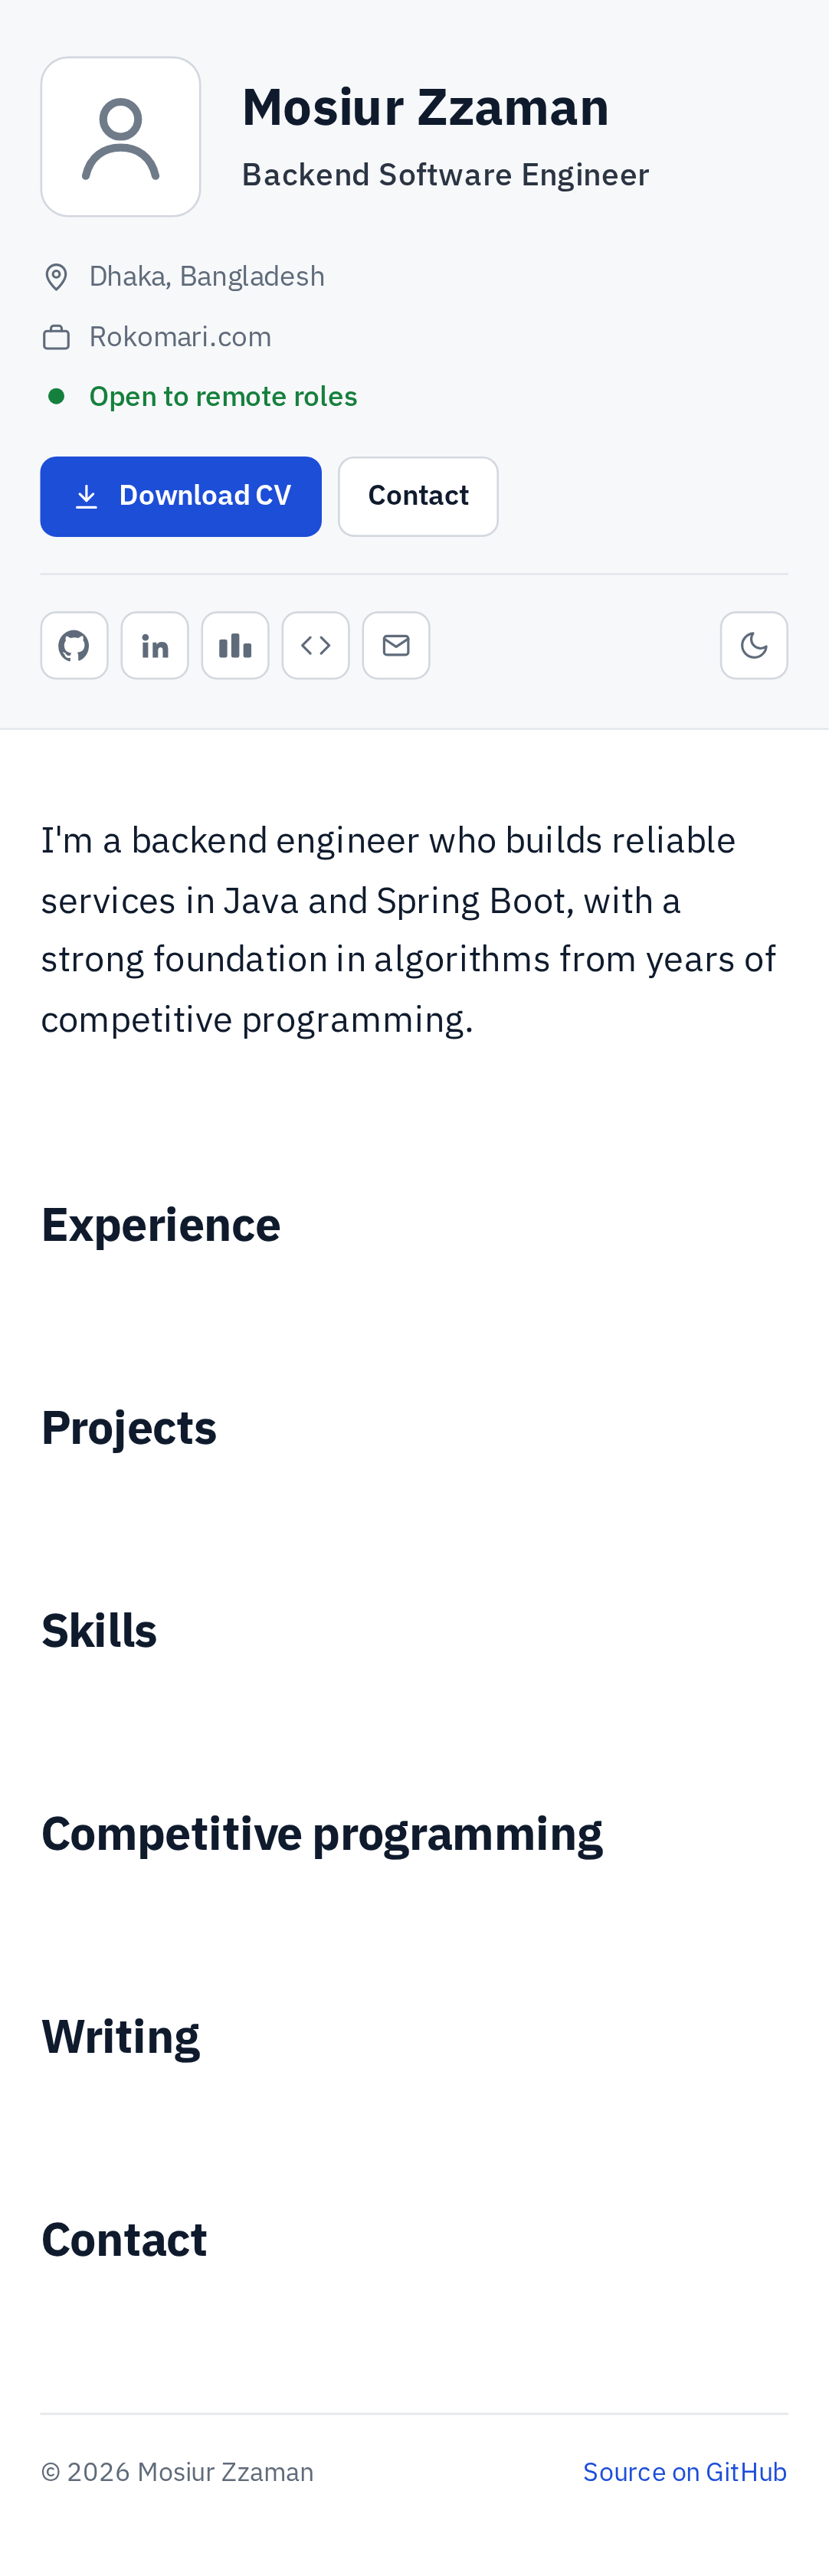 Mosiur Zzaman
Backend Software Engineer
Dhaka, Bangladesh
Rokomari.com
Open to remote roles
Download CV
Contact
in
I'm a backend engineer who builds reliable
services in Java and Spring Boot, with a
strong foundation in algorithms from years of
competitive programming.
Experience
Projects
Skills
Competitive programming
Writing
Contact
© 2026 Mosiur Zzaman
Source on GitHub